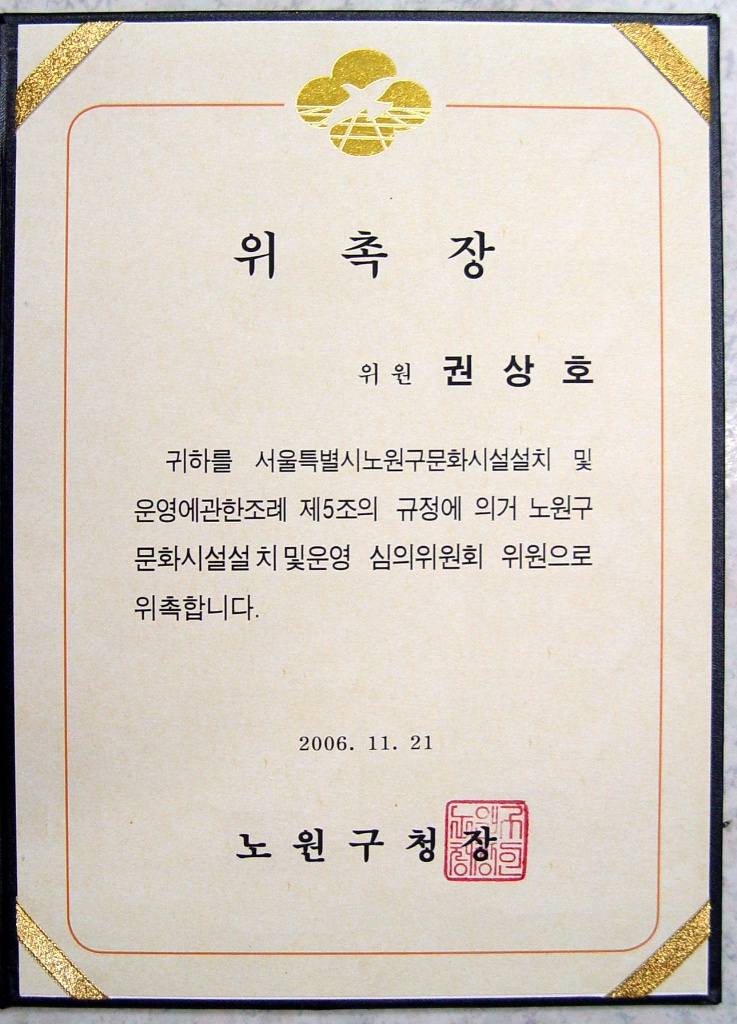 위 촉 장
위원 권 상 호
귀하를 서울특별시노원구문화시설설치 및
운영에관한조례 제5조의 규정에 의거 노원구
문화시설설 치 및운영 심의위원회 위원으로
위촉합니다.
2006. 11. 21
노 원 구 청 장